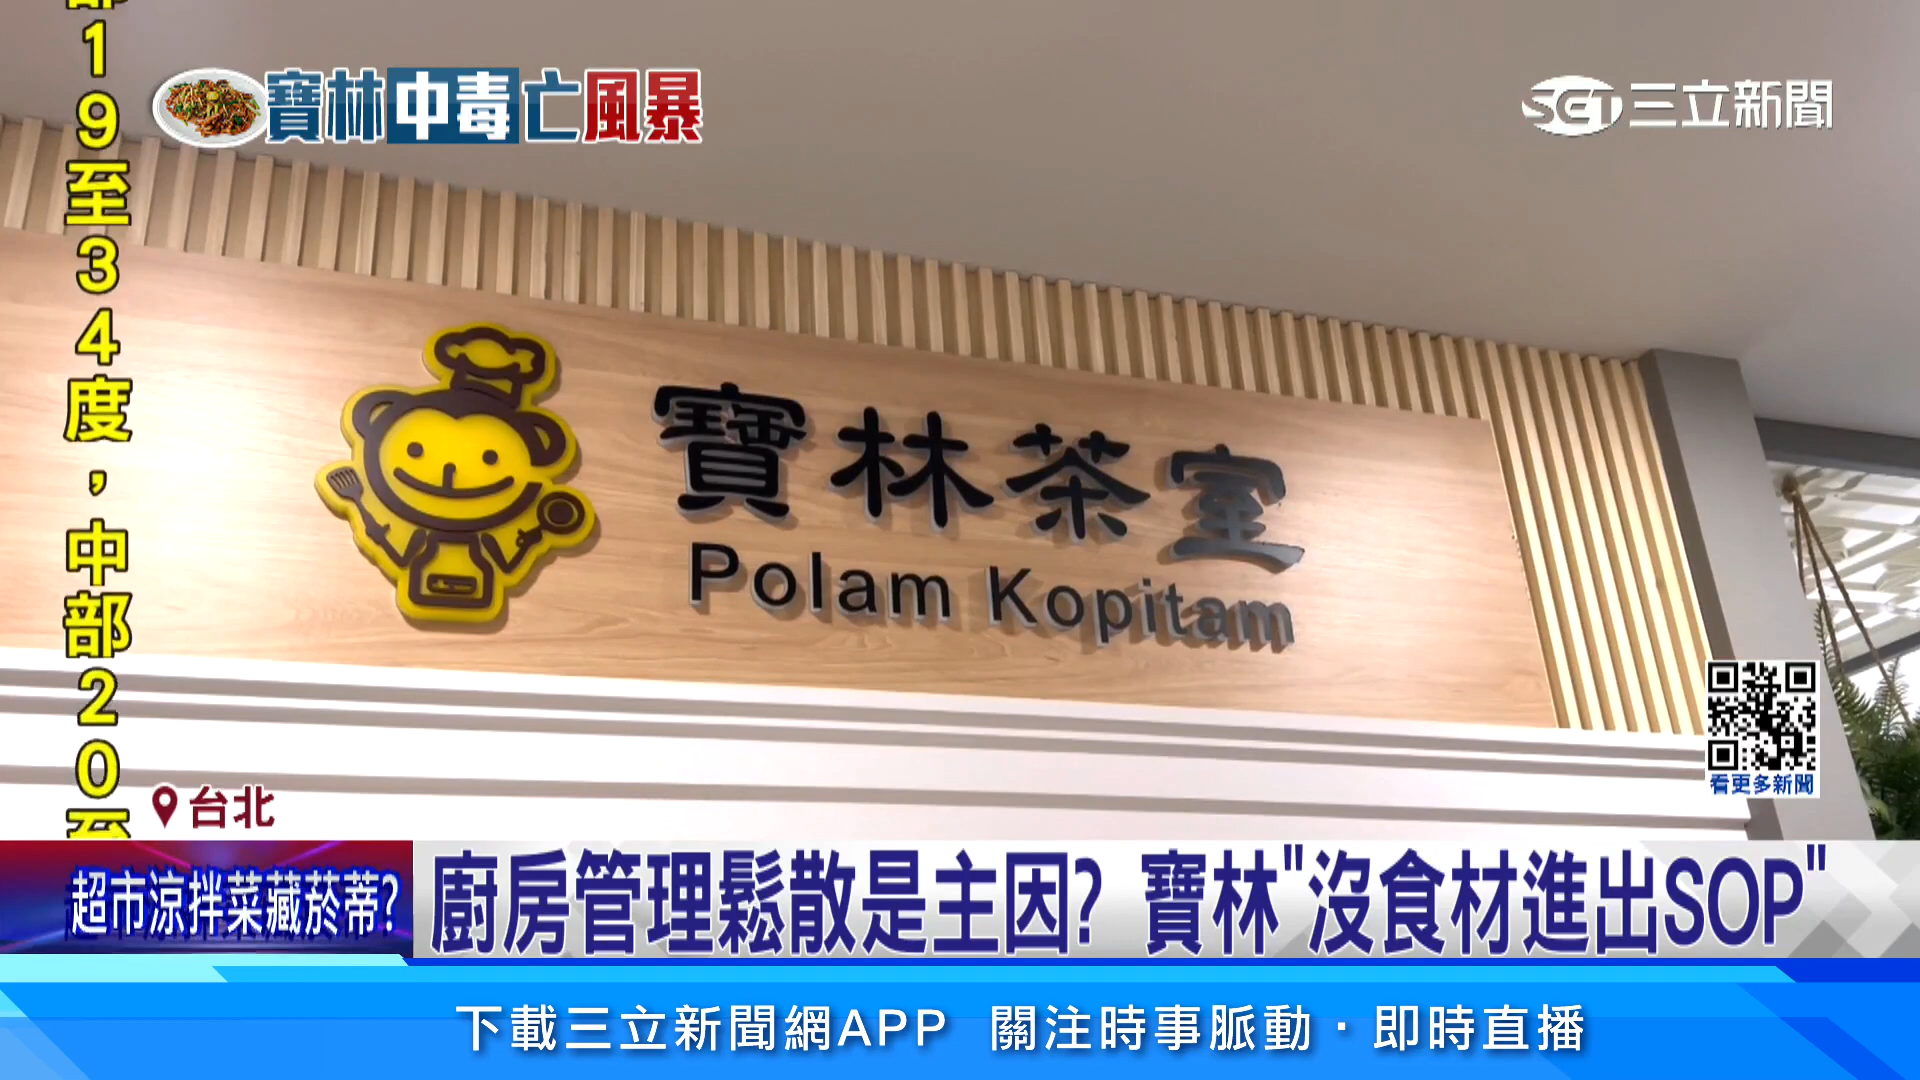 部19至34度，中部20至
寶林中毒亡風暴
SET三立新聞
寶林茶室
Polam Kopitam
看更多新聞
台北
超市涼拌菜藏菸蒂?
廚房管理鬆散是主因? 寶林"沒食材進出SOP"
下載三立新聞網APP 關注時事脈動·即時直播